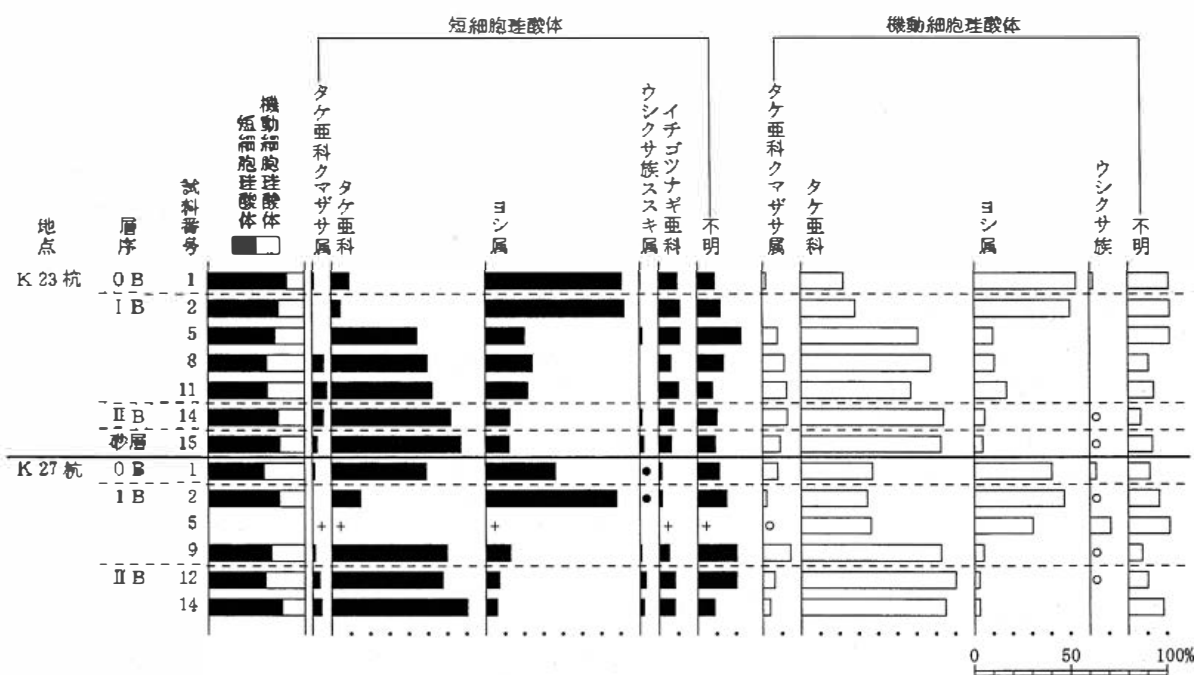 短細胞珪酸体
機動細胞珪酸体
地点
層序
試料番号
短細胞珪酸体
機動細胞珪酸体
タケ亜科クマザサ属
タケ亜科
ヨシ属
ウシクサ族ススキ属
イチゴツナギ亜科
不明
タケ亜科クマザサ属
タケ亜科
ヨシ属
ウシクサ族
不明
K 23 杭 0 B 1
I B 2
5
8
11
II B 14
砂層 15
K 27 杭 0 B 1
I B 2
5 + + + + +
9
II B 12
14
0 50 100%